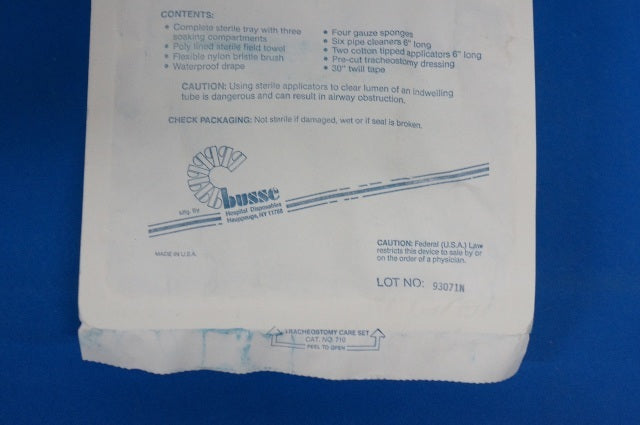 CONTENTS:
• Complete sterile tray with three
soaking compartments
• Poly lined sterile field towel
• Flexible nylon bristle brush
• Waterproof drape
• Four gauze sponges
• Six pipe cleaners 6" long
• Two cotton tipped applicators 6" long
• Pre-cut tracheostomy dressing
• 30" twill tape
CAUTION: Using sterile applicators to clear lumen of an indwelling
tube is dangerous and can result in airway obstruction.
CHECK PACKAGING: Not sterile if damaged, wet or if seal is broken.
Mfg. by
busse
Hospital Disposables
Hauppauge, NY 11788
MADE IN U.S.A.
CAUTION: Federal (U.S.A.) Law
restricts this device to sale by or
on the order of a physician.
LOT NO: 93071N
TRACHEOSTOMY CARE SET
CAT. NO. 710
PEEL TO OPEN